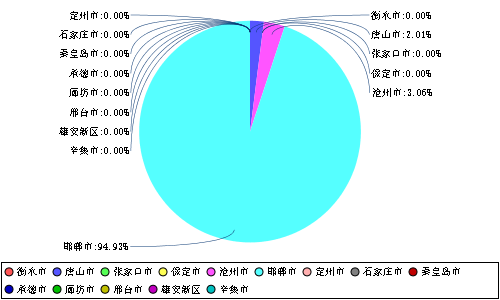 定州市:0.00%
石家庄市:0.00%
秦皇岛市:0.00%
承德市:0.00%
廊坊市:0.00%
邢台市:0.00%
雄安新区:0.00%
辛集市:0.00%
邯郸市:94.93%
衡水市:0.00%
唐山市:2.01%
张家口市:0.00%
保定市:0.00%
沧州市:3.06%
衡水市 唐山市 张家口市 保定市 沧州市 邯郸市 定州市 石家庄市 秦皇岛市
承德市 廊坊市 邢台市 雄安新区 辛集市